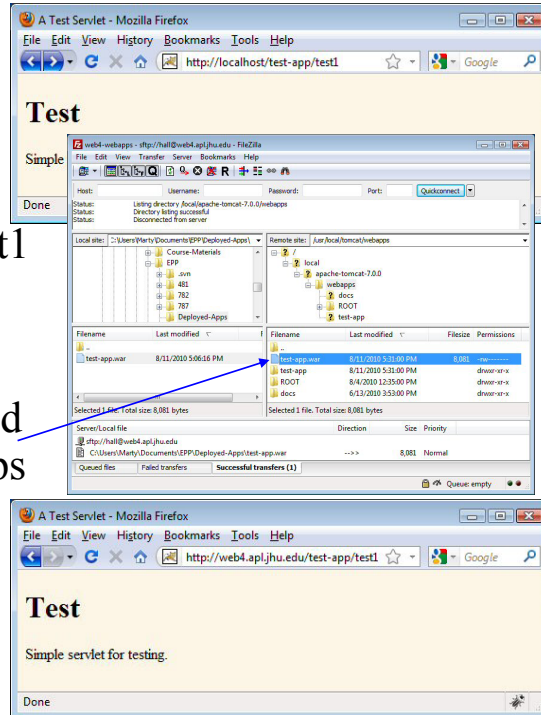 A Test Servlet - Mozilla Firefox
File Edit View History Bookmarks Tools Help
http://localhost/test-app/test1
Google
Test
Simple
Done
t1
web4-webapps - sftp://hall@web4.apl.jhu.edu - FileZilla
File Edit View Transfer Server Bookmarks Help
Host: Username: Password: Port: Quickconnect
Status: Listing directory /local/apache-tomcat-7.0.0/webapps
Status: Directory listing successful
Status: Disconnected from server
Local site: C:\Users\Marty\Documents\EPP\Deployed-Apps\
Remote site: /usr/local/tomcat/webapps
Course-Materials
EPP
.svn
481
782
787
Deployed-Apps
/
local
apache-tomcat-7.0.0
webapps
docs
ROOT
test-app
Filename Last modified
..
test-app.war 8/11/2010 5:06:16 PM
Filename Last modified Filesize Permissions
..
test-app.war 8/11/2010 5:31:00 PM 8,081 -rw-------
test-app 8/11/2010 5:31:00 PM drwxr-xr-x
ROOT 8/4/2010 12:35:00 PM drwxr-xr-x
docs 6/13/2010 3:53:00 PM drwxr-xr-x
Selected 1 file. Total size: 8,081 bytes
Selected 1 file. Total size: 8,081 bytes
d
ps
Server/Local file Direction Size Priority
sftp://hall@web4.apl.jhu.edu
C:\Users\Marty\Documents\EPP\Deployed-Apps\test-app.war -->> 8,081 Normal
Queued files Failed transfers Successful transfers (1)
Queue: empty
A Test Servlet - Mozilla Firefox
File Edit View History Bookmarks Tools Help
http://web4.apl.jhu.edu/test-app/test1
Google
Test
Simple servlet for testing.
Done